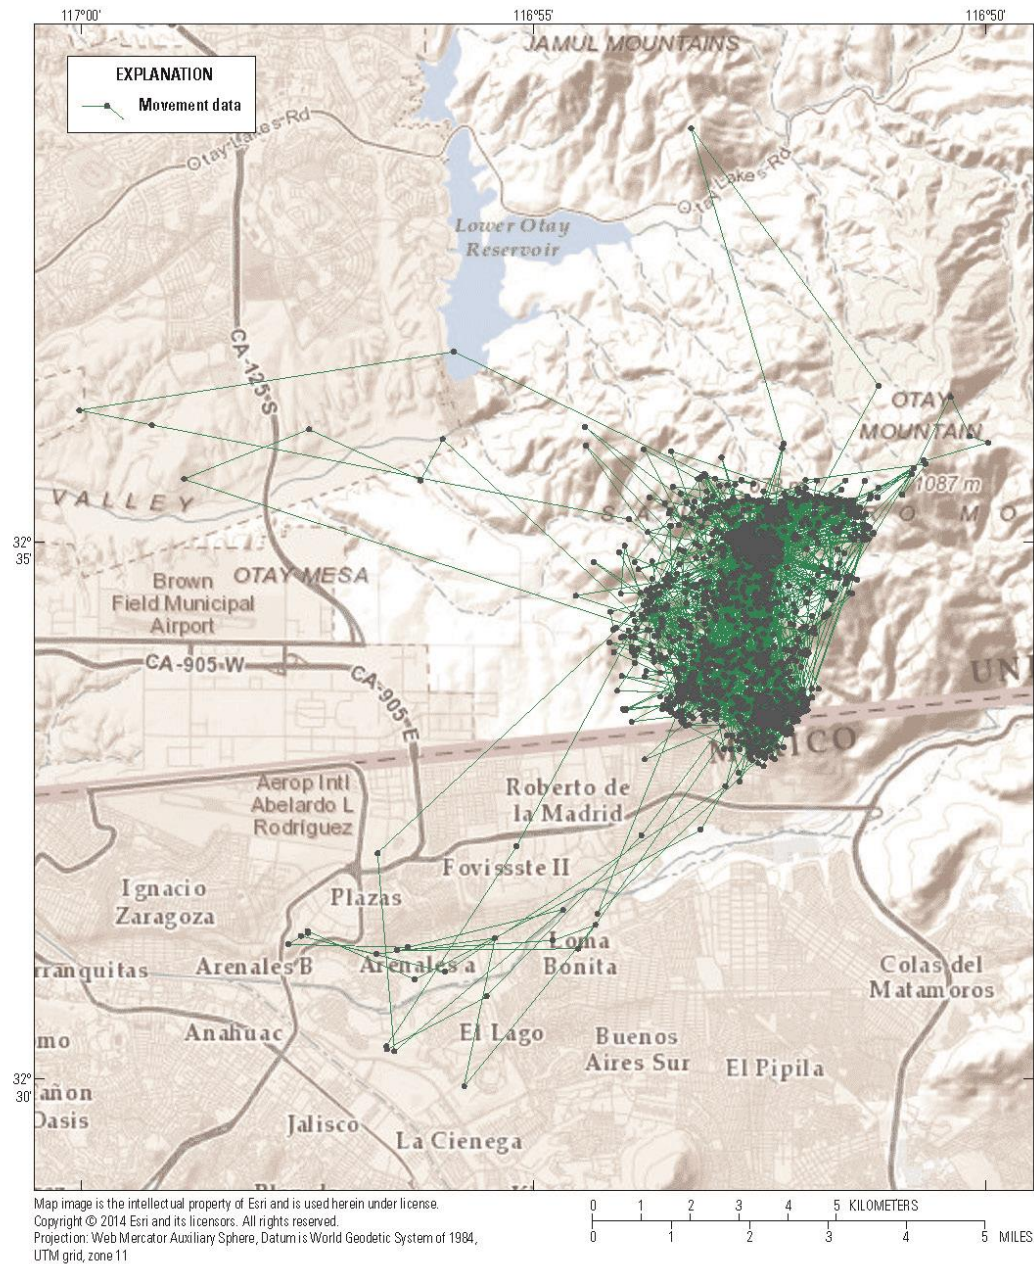 117°00'
116°55'
116°50'
EXPLANATION
Movement data
JAMUL MOUNTAINS
Otay Lakes Rd
Otay Lakes Rd
Lower Otay
Reservoir
CA-125 S
OTAY
MOUNTAIN
1087 m
VALLEY
32°
35'
OTAY MESA
Brown
Field Municipal
Airport
CA-905 W
CA-905 E
MEXICO
Aerop Intl
Abelardo L
Rodríguez
Roberto de
la Madrid
Fovissste II
Ignacio
Zaragoza
Plazas
Arenales B
Arenales a
Loma
Bonita
Colas del
Matamoros
Anahuac
El Lago
Buenos
Aires Sur
El Pipila
32°
30'
Jalisco
La Cienega
Map image is the intellectual property of Esri and is used herein under license.
Copyright © 2014 Esri and its licensors. All rights reserved.
Projection: Web Mercator Auxiliary Sphere, Datum is World Geodetic System of 1984,
UTM grid, zone 11
0 1 2 3 4 5 KILOMETERS
0 1 2 3 4 5 MILES